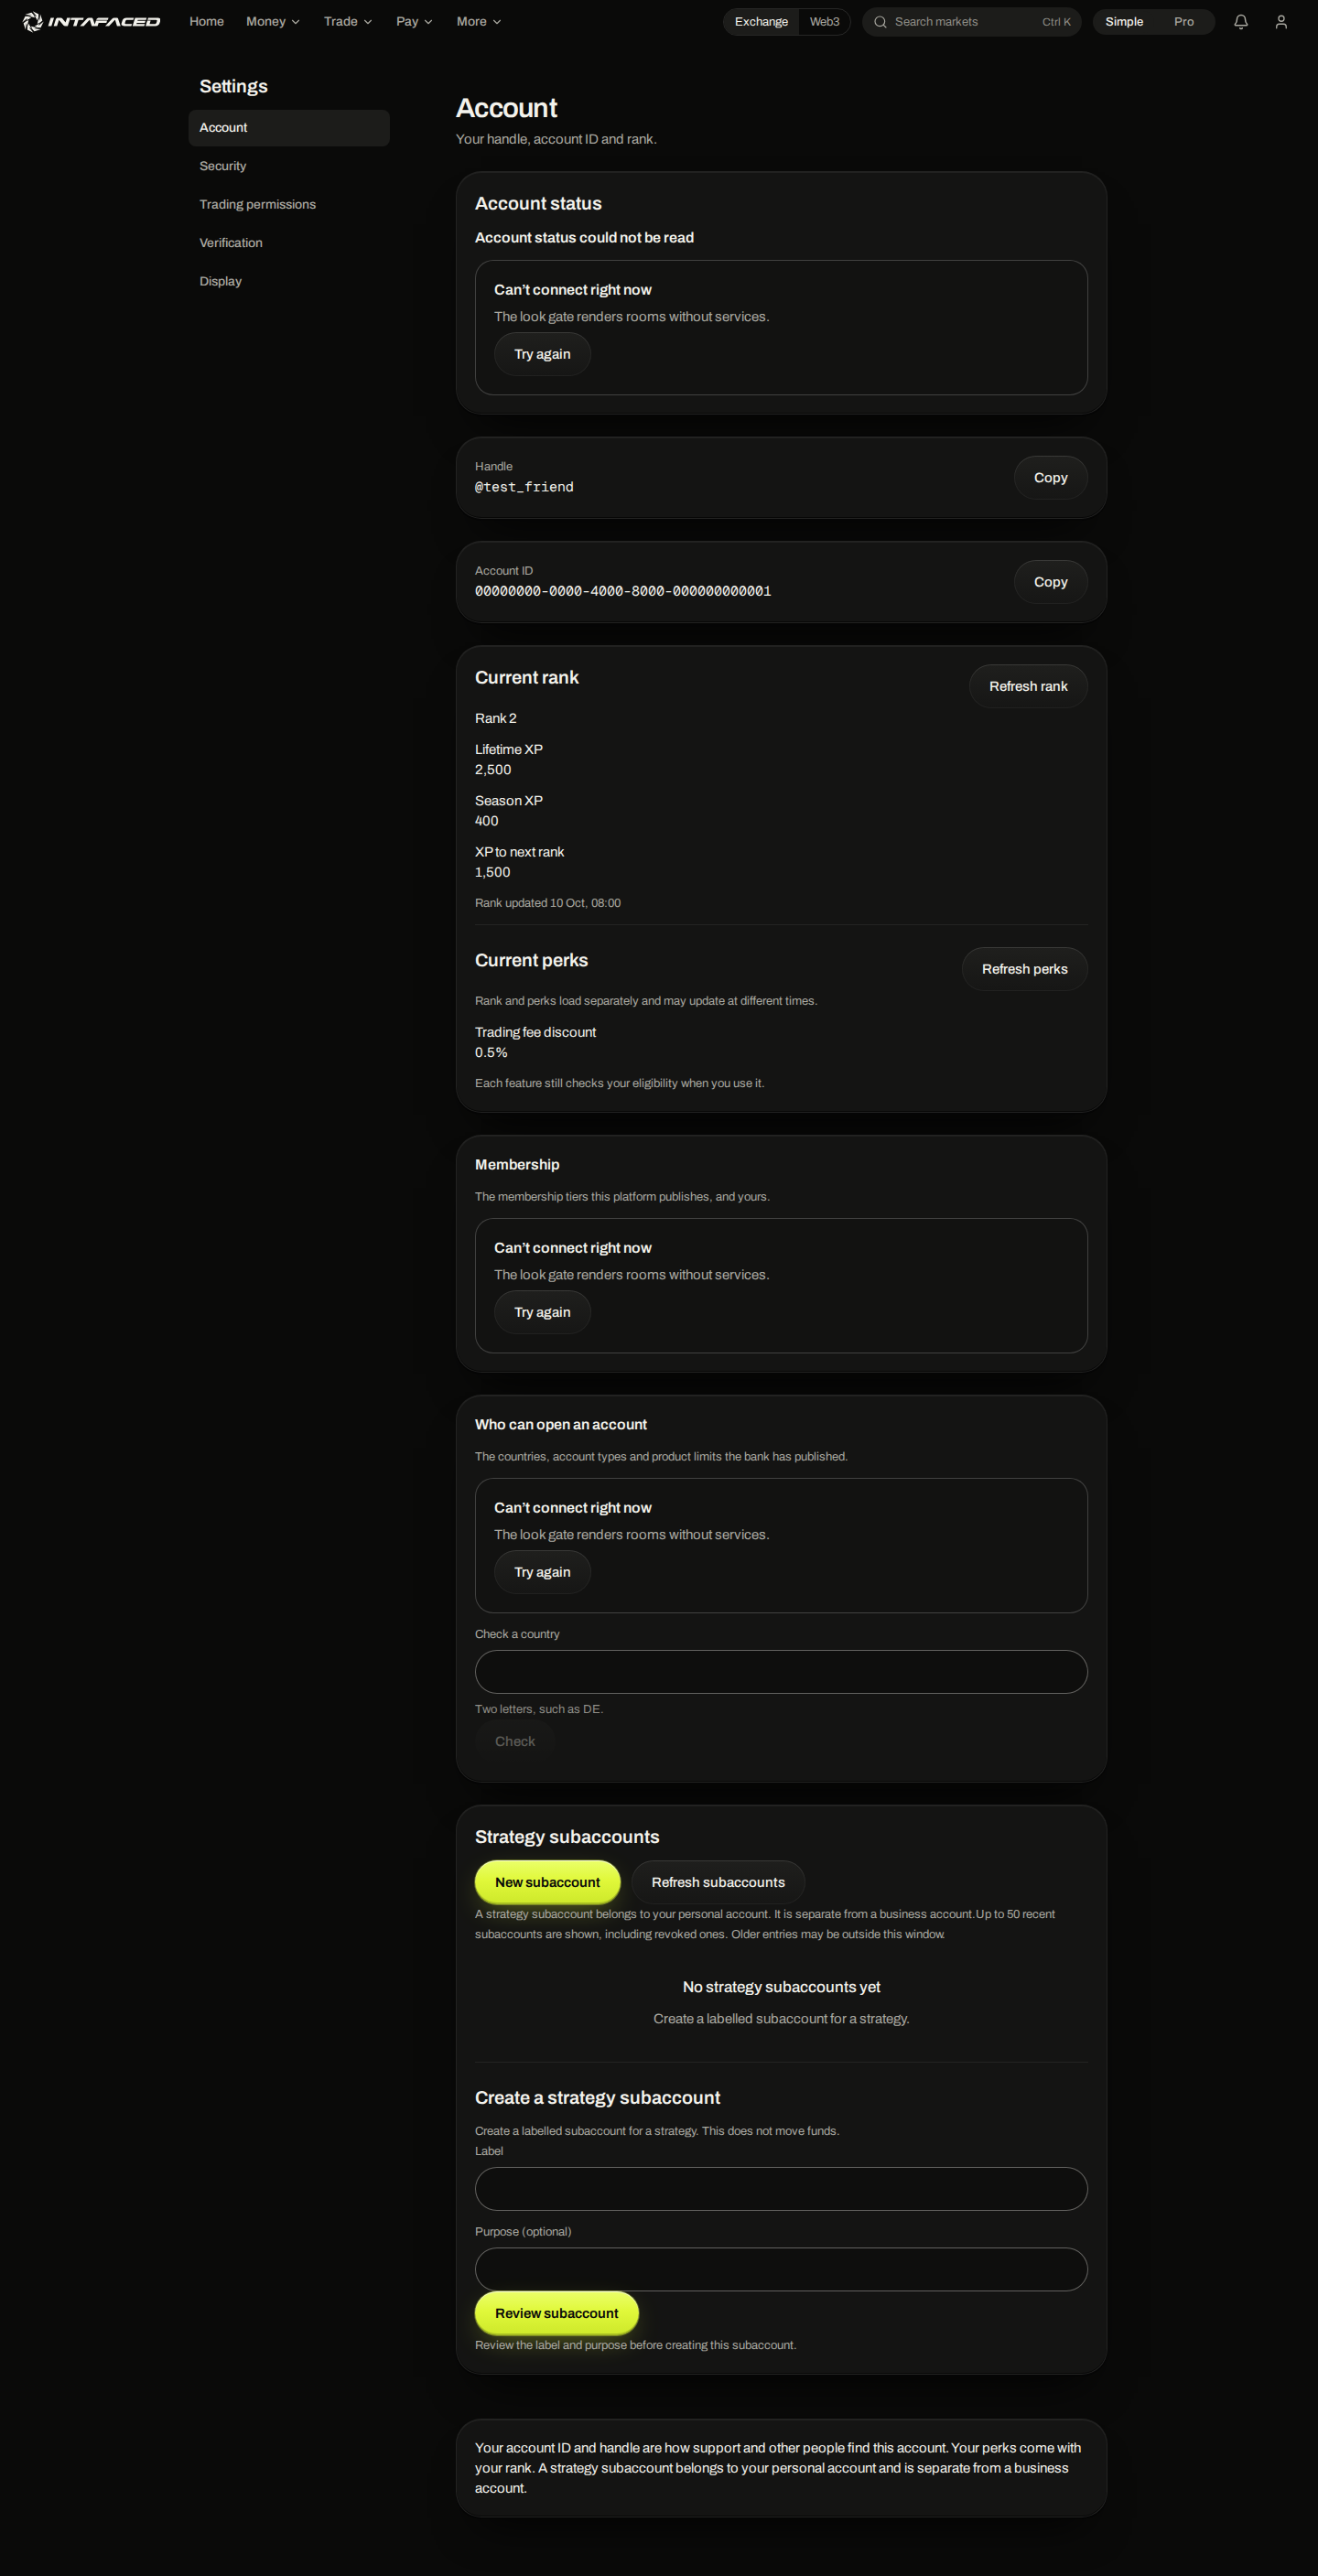 INTAFACED
Home
Money
Trade
Pay
More
Exchange
Web3
Search markets
Ctrl K
Simple
Pro
Settings
Account
Security
Trading permissions
Verification
Display
Account
Your handle, account ID and rank.
Account status
Account status could not be read
Can’t connect right now
The look gate renders rooms without services.
Try again
Handle
@test_friend
Copy
Account ID
00000000-0000-4000-8000-000000000001
Copy
Current rank
Refresh rank
Rank 2
Lifetime XP
2,500
Season XP
400
XP to next rank
1,500
Rank updated 10 Oct, 08:00
Current perks
Refresh perks
Rank and perks load separately and may update at different times.
Trading fee discount
0.5%
Each feature still checks your eligibility when you use it.
Membership
The membership tiers this platform publishes, and yours.
Can’t connect right now
The look gate renders rooms without services.
Try again
Who can open an account
The countries, account types and product limits the bank has published.
Can’t connect right now
The look gate renders rooms without services.
Try again
Check a country
Two letters, such as DE.
Check
Strategy subaccounts
New subaccount
Refresh subaccounts
A strategy subaccount belongs to your personal account. It is separate from a business account.Up to 50 recent
subaccounts are shown, including revoked ones. Older entries may be outside this window.
No strategy subaccounts yet
Create a labelled subaccount for a strategy.
Create a strategy subaccount
Create a labelled subaccount for a strategy. This does not move funds.
Label
Purpose (optional)
Review subaccount
Review the label and purpose before creating this subaccount.
Your account ID and handle are how support and other people find this account. Your perks come with
your rank. A strategy subaccount belongs to your personal account and is separate from a business
account.